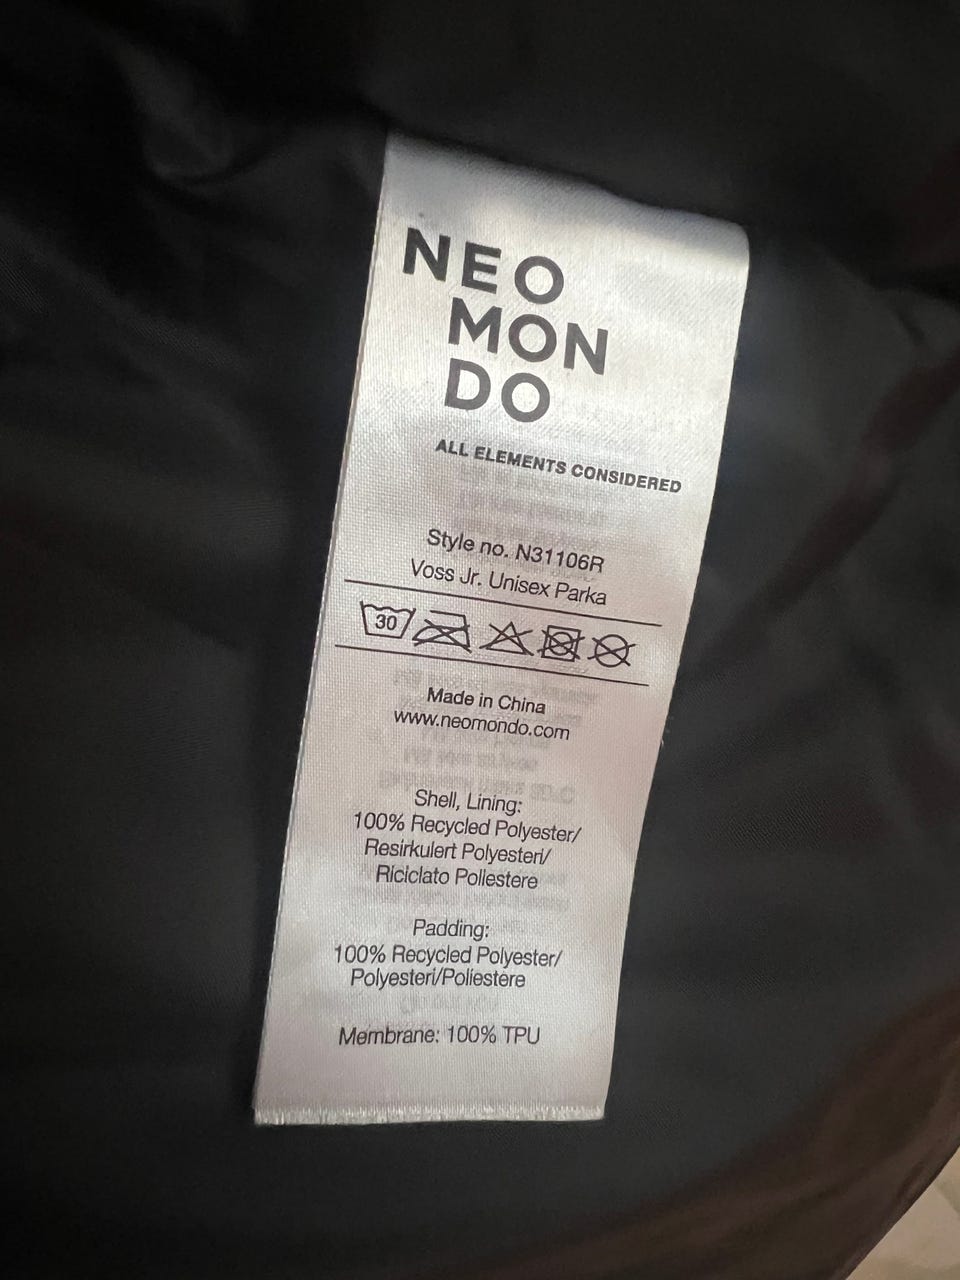 NEO
MON
DO
ALL ELEMENTS CONSIDERED
Style no. N31106R
Voss Jr. Unisex Parka
30
Made in China
www.neomondo.com
Shell, Lining:
100% Recycled Polyester/
Resirkulert Polyesteri/
Riciclato Poliestere
Padding:
100% Recycled Polyester/
Polyesteri/Poliestere
Membrane: 100% TPU